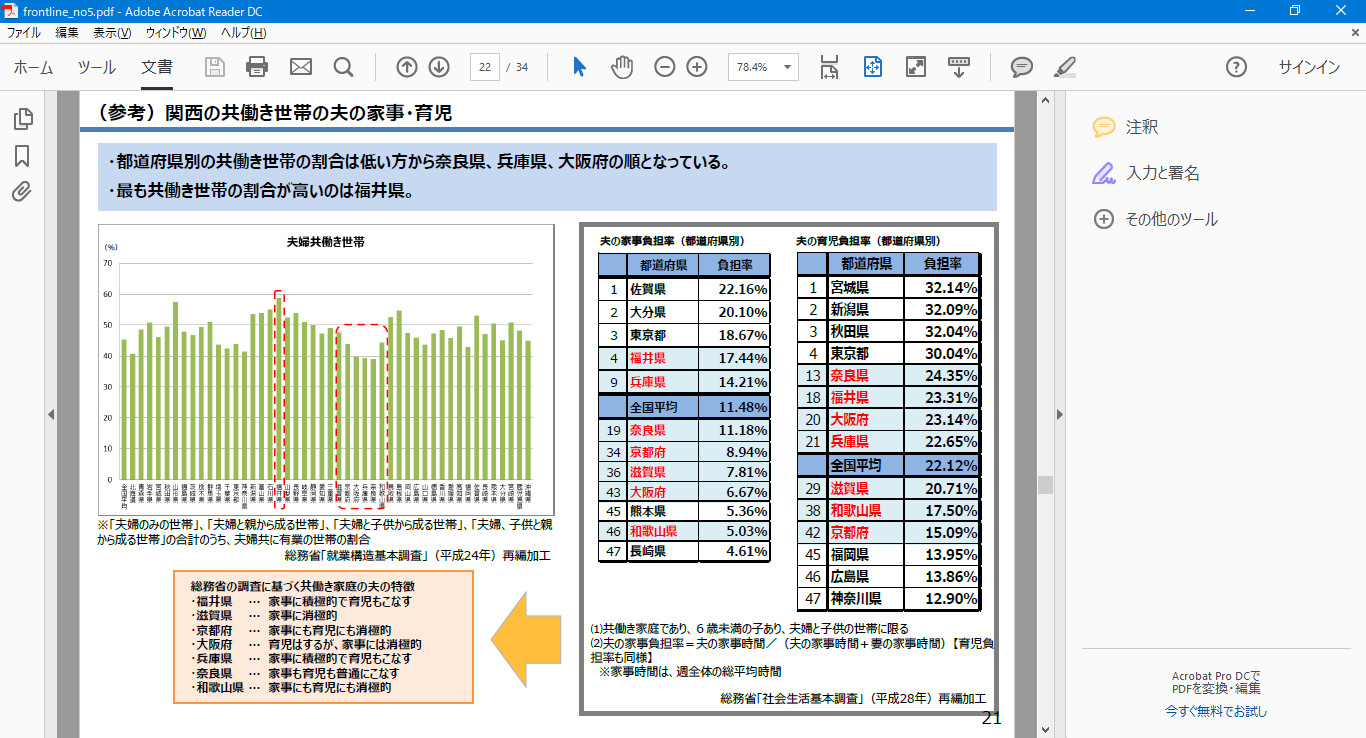 frontline_no5.pdf - Adobe Acrobat Reader DC
ファイル 編集 表示(V) ウィンドウ(W) ヘルプ(H)
ホーム ツール 文書 22 / 34 78.4% サインイン
（参考）関西の共働き世帯の夫の家事・育児
・都道府県別の共働き世帯の割合は低い方から奈良県、兵庫県、大阪府の順となっている。
・最も共働き世帯の割合が高いのは福井県。
夫婦共働き世帯
(%)
70
60
50
40
30
20
10
0
※「夫婦のみの世帯」、「夫婦と親から成る世帯」、「夫婦と子供から成る世帯」、「夫婦、子供と親
から成る世帯」の合計のうち、夫婦共に有業の世帯の割合
総務省「就業構造基本調査」（平成24年）再編加工
総務省の調査に基づく共働き家庭の夫の特徴
・福井県 … 家事に積極的で育児もこなす
・滋賀県 … 家事に消極的
・京都府 … 家事にも育児にも消極的
・大阪府 … 育児はするが、家事には消極的
・兵庫県 … 家事に積極的で育児もこなす
・奈良県 … 家事も育児も普通にこなす
・和歌山県 … 家事にも育児にも消極的
夫の家事負担率（都道府県別）
都道府県 負担率
1 佐賀県 22.16%
2 大分県 20.10%
3 東京都 18.67%
4 福井県 17.44%
9 兵庫県 14.21%
全国平均 11.48%
19 奈良県 11.18%
34 京都府 8.94%
36 滋賀県 7.81%
43 大阪府 6.67%
45 熊本県 5.36%
46 和歌山県 5.03%
47 長崎県 4.61%
夫の育児負担率（都道府県別）
都道府県 負担率
1 宮城県 32.14%
2 新潟県 32.09%
3 秋田県 32.04%
4 東京都 30.04%
13 奈良県 24.35%
18 福井県 23.31%
20 大阪府 23.14%
21 兵庫県 22.65%
全国平均 22.12%
29 滋賀県 20.71%
38 和歌山県 17.50%
42 京都府 15.09%
45 福岡県 13.95%
46 広島県 13.86%
47 神奈川県 12.90%
(1)共働き家庭であり、６歳未満の子あり、夫婦と子供の世帯に限る
(2)夫の家事負担率＝夫の家事時間／（夫の家事時間＋妻の家事時間）【育児負
担率も同様】
※家事時間は、週全体の総平均時間
総務省「社会生活基本調査」（平成28年）再編加工
21
注釈
入力と署名
その他のツール
Acrobat Pro DCで
PDFを変換・編集
今すぐ無料でお試し